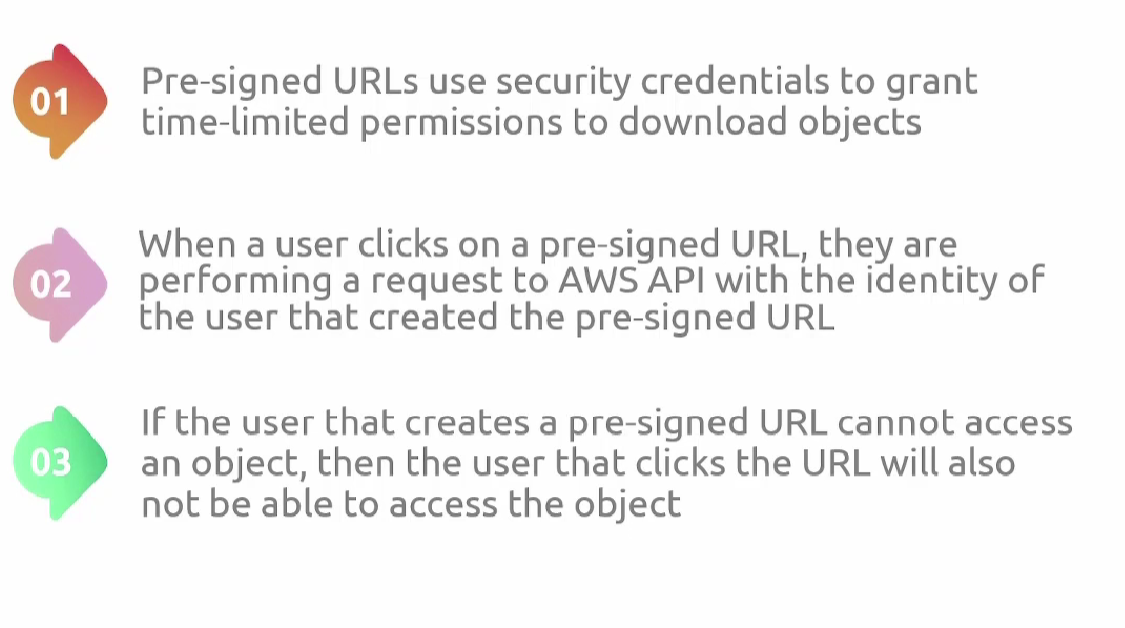 01
Pre-signed URLs use security credentials to grant
time-limited permissions to download objects
02
When a user clicks on a pre-signed URL, they are
performing a request to AWS API with the identity of
the user that created the pre-signed URL
03
If the user that creates a pre-signed URL cannot access
an object, then the user that clicks the URL will also
not be able to access the object